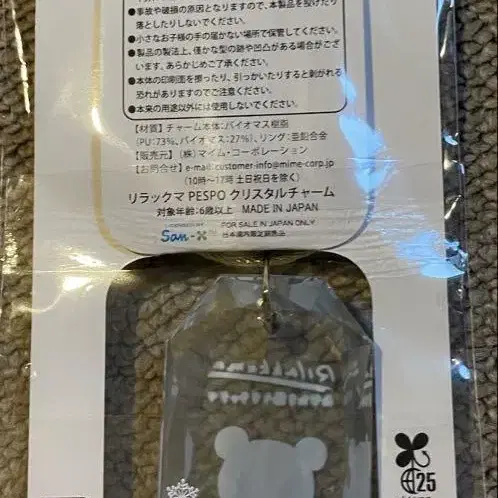 ●事故や破損の原因となりますので、本製品を投げたり
落としたりしないでください。
●小さなお子様の手の届かない場所で保管してください。
●製品の製法上、僅かな型の跡や凹凸がある場合がござ
います、あらかじめご了承ください。
●本体の印刷面を擦ったり、引っかいたりすると剥がれる
恐れがありますのでご注意ください。
●本来の用途以外には使用しないでください。
【材質】チャーム本体：バイオマス樹脂
(PU:73%、バイオマス:27%)、リング：亜鉛合金
【販売元】(株)マイム・コーポレーション
【お問合せ】e-mail:customer-info@mime-corp.jp
(10時～17時 土日祝日を除く)
リラックマ PESPO クリスタルチャーム
対象年齢:6歳以上 MADE IN JAPAN
LICENSED BY
San-X
FOR SALE IN JAPAN ONLY
日本国内限定販売品
Rilakkuma
25